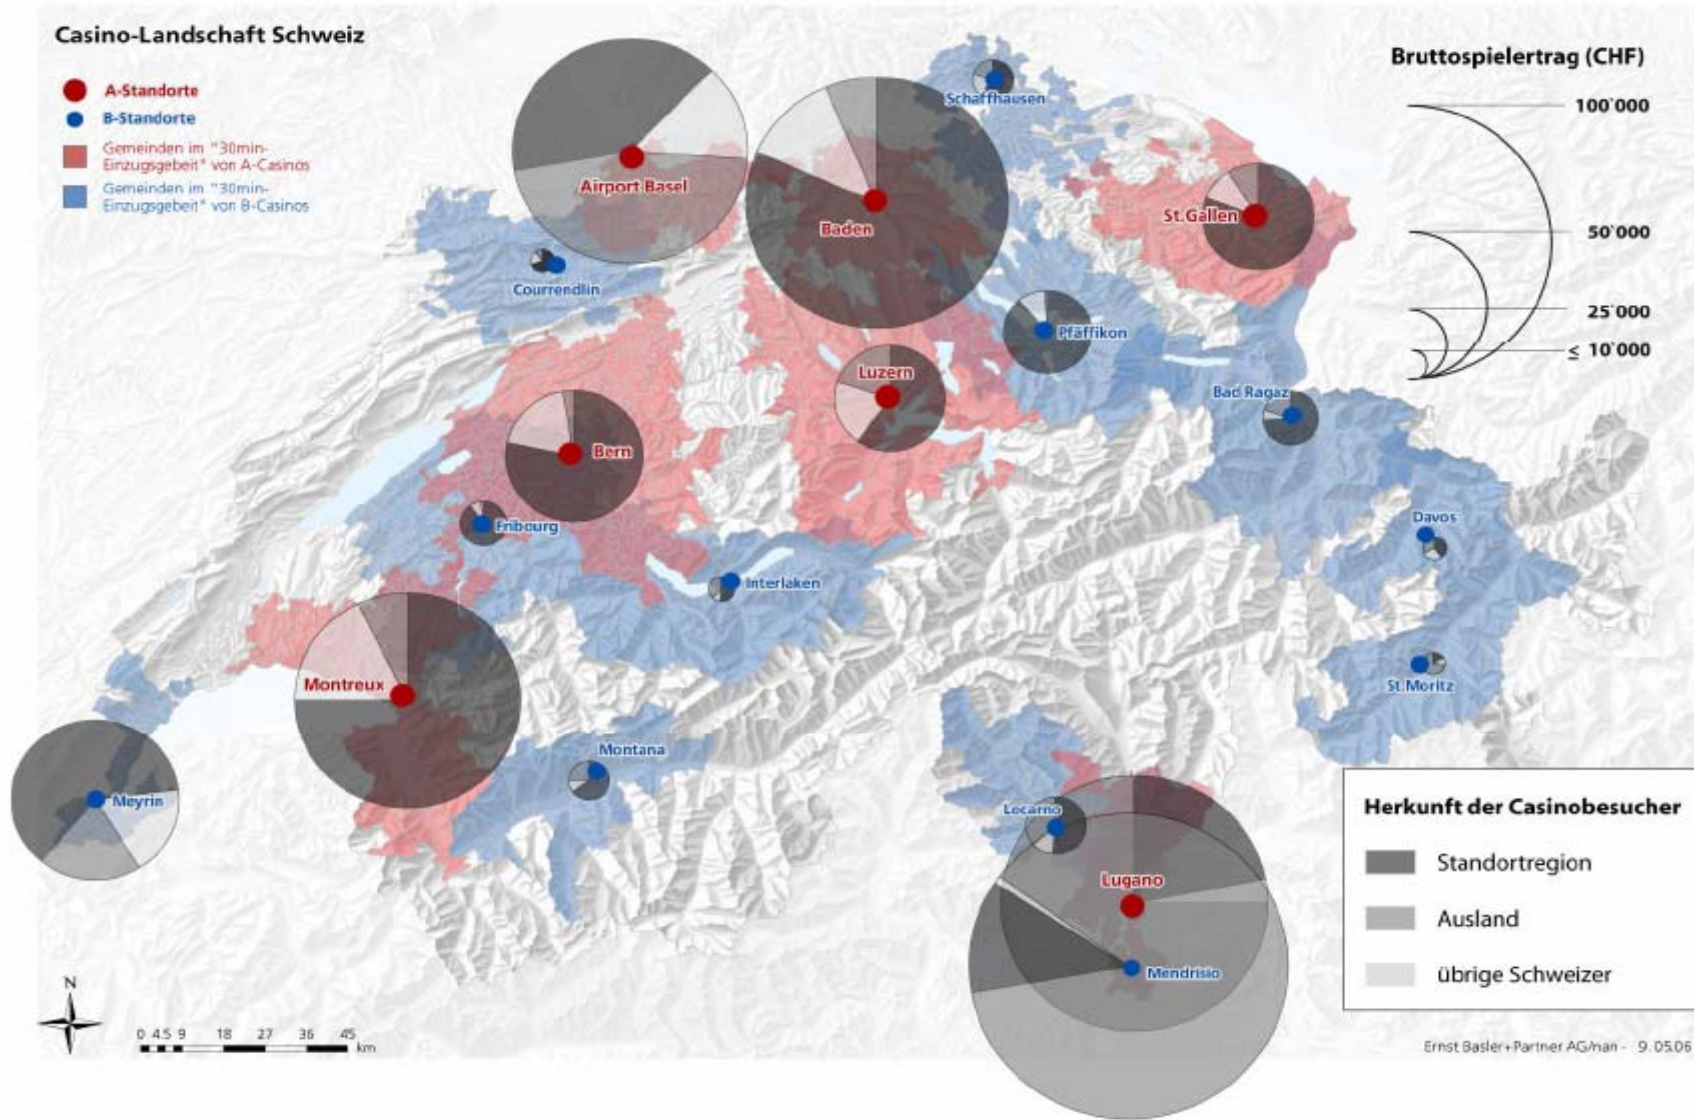 Casino-Landschaft Schweiz
A-Standorte
B-Standorte
Gemeinden im "30min-
Einzugsgebeit" von A-Casinos
Gemeinden im "30min-
Einzugsgebeit" von B-Casinos
Bruttospielertrag (CHF)
100`000
50`000
25`000
≤ 10`000
Schaffhausen
Airport Basel
Baden
St.Gallen
Courrendlin
Pfäffikon
Luzern
Bad Ragaz
Bern
Fribourg
Davos
Interlaken
Montreux
St.Moritz
Montana
Meyrin
Locarno
Lugano
Mendrisio
Herkunft der Casinobesucher
Standortregion
Ausland
übrige Schweizer
N
0 4.5 9 18 27 36 45
km
Ernst Basler+Partner AG/nan - 9.05.06